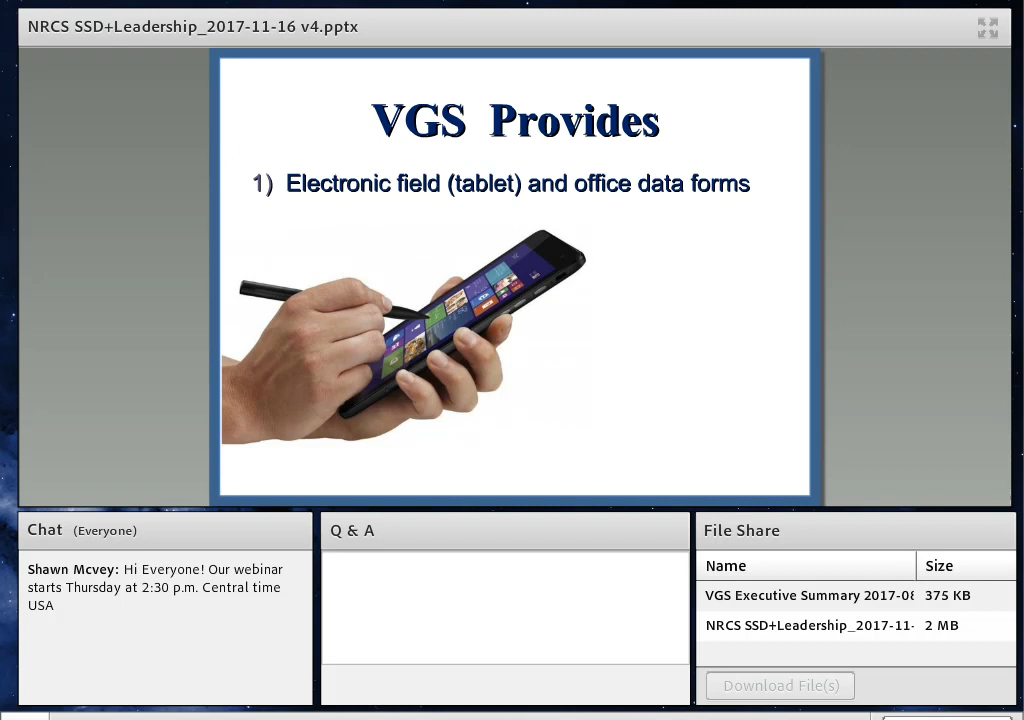 NRCS SSD+Leadership_2017-11-16 v4.pptx
VGS Provides
1) Electronic field (tablet) and office data forms
Chat (Everyone)
Shawn Mcvey: Hi Everyone! Our webinar
starts Thursday at 2:30 p.m. Central time
USA
Q & A
File Share
Name Size
VGS Executive Summary 2017-08 375 KB
NRCS SSD+Leadership_2017-11- 2 MB
Download File(s)